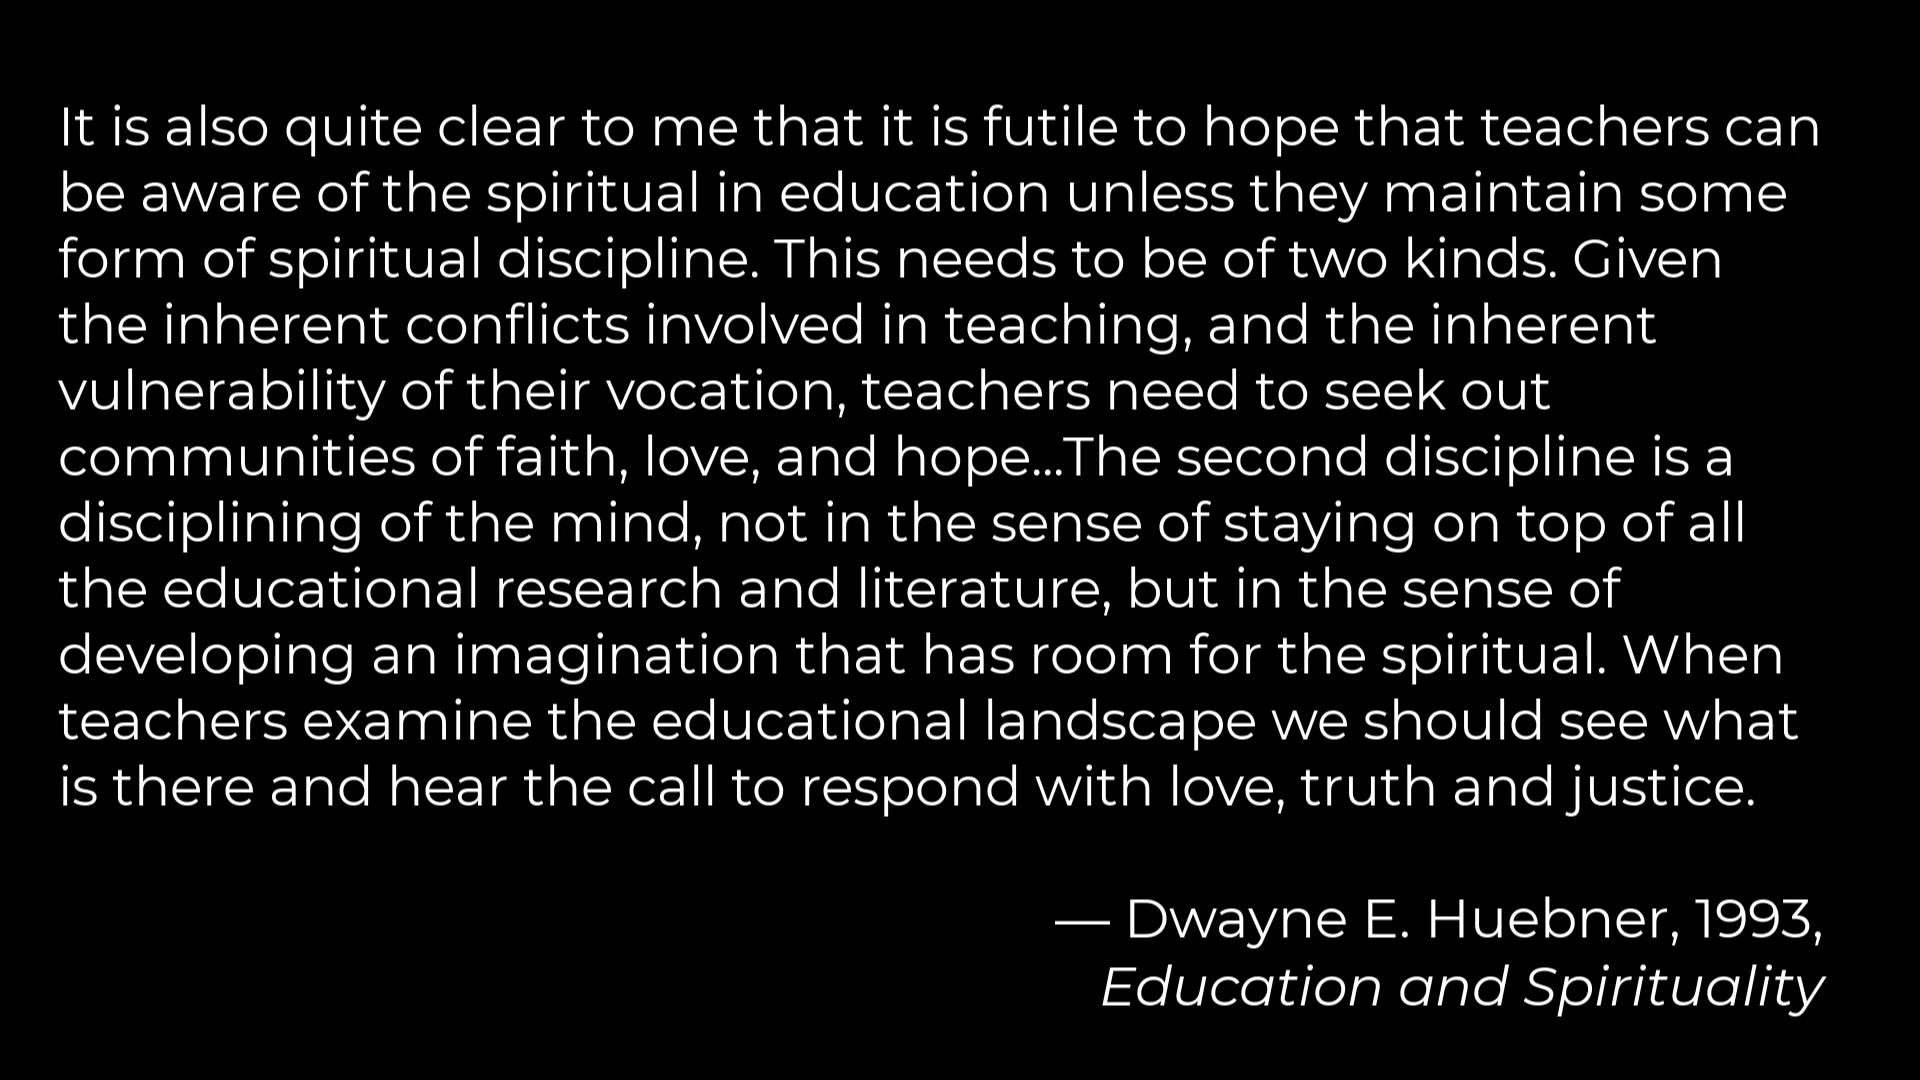 It is also quite clear to me that it is futile to hope that teachers can
be aware of the spiritual in education unless they maintain some
form of spiritual discipline. This needs to be of two kinds. Given
the inherent conflicts involved in teaching, and the inherent
vulnerability of their vocation, teachers need to seek out
communities of faith, love, and hope...The second discipline is a
disciplining of the mind, not in the sense of staying on top of all
the educational research and literature, but in the sense of
developing an imagination that has room for the spiritual. When
teachers examine the educational landscape we should see what
is there and hear the call to respond with love, truth and justice.
— Dwayne E. Huebner, 1993,
Education and Spirituality